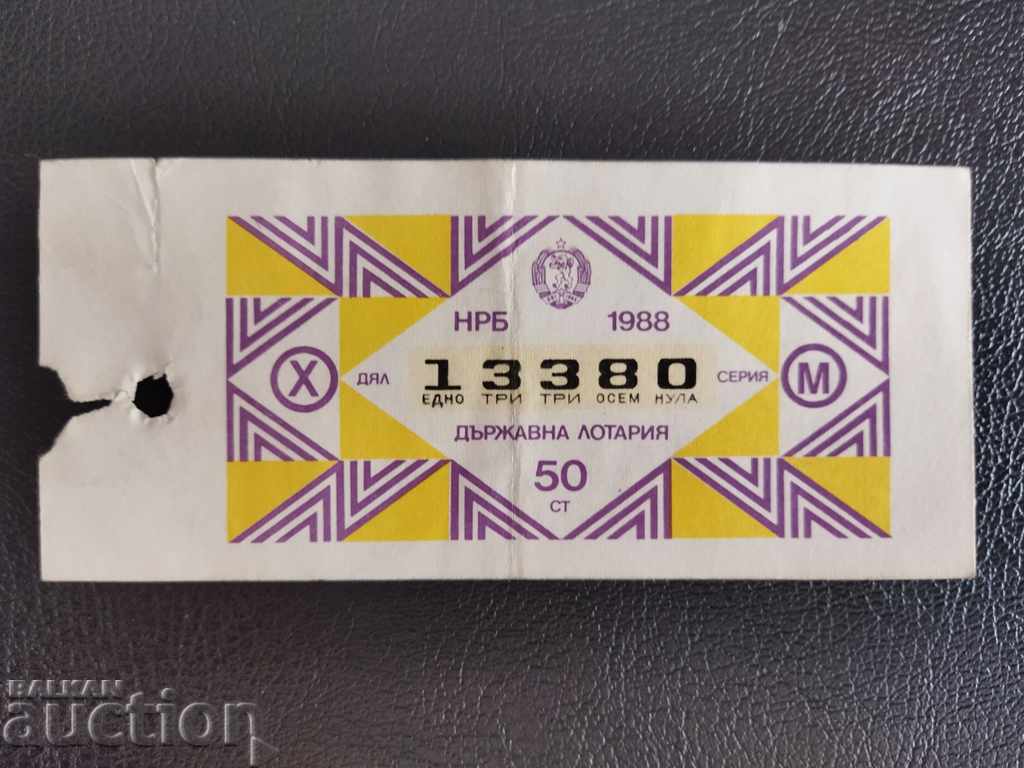 НРБ 1988
Х ДЯЛ 13380 СЕРИЯ М
ЕДНО ТРИ ТРИ ОСЕМ НУЛА
ДЪРЖАВНА ЛОТАРИЯ
50
СТ
BALKAN
auction